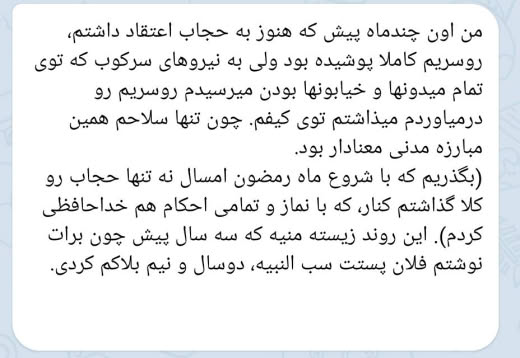 من اون چندماه پیش که هنوز به حجاب اعتقاد داشتم،
روسریم کاملا پوشیده بود ولی به نیروهای سرکوب که توی
تمام میدونها و خیابونها بودن میرسیدم روسریم رو
درمیاوردم میذاشتم توی کیفم. چون تنها سلاحم همین
مبارزه مدنی معنادار بود.
(بگذریم که با شروع ماه رمضون امسال نه تنها حجاب رو
کلا گذاشتم کنار، که با نماز و تمامی احکام هم خداحافظی
کردم). این روند زیسته منیه که سه سال پیش چون برات
نوشتم فلان پستت سب النبیه، دوسال و نیم بلاکم کردی.